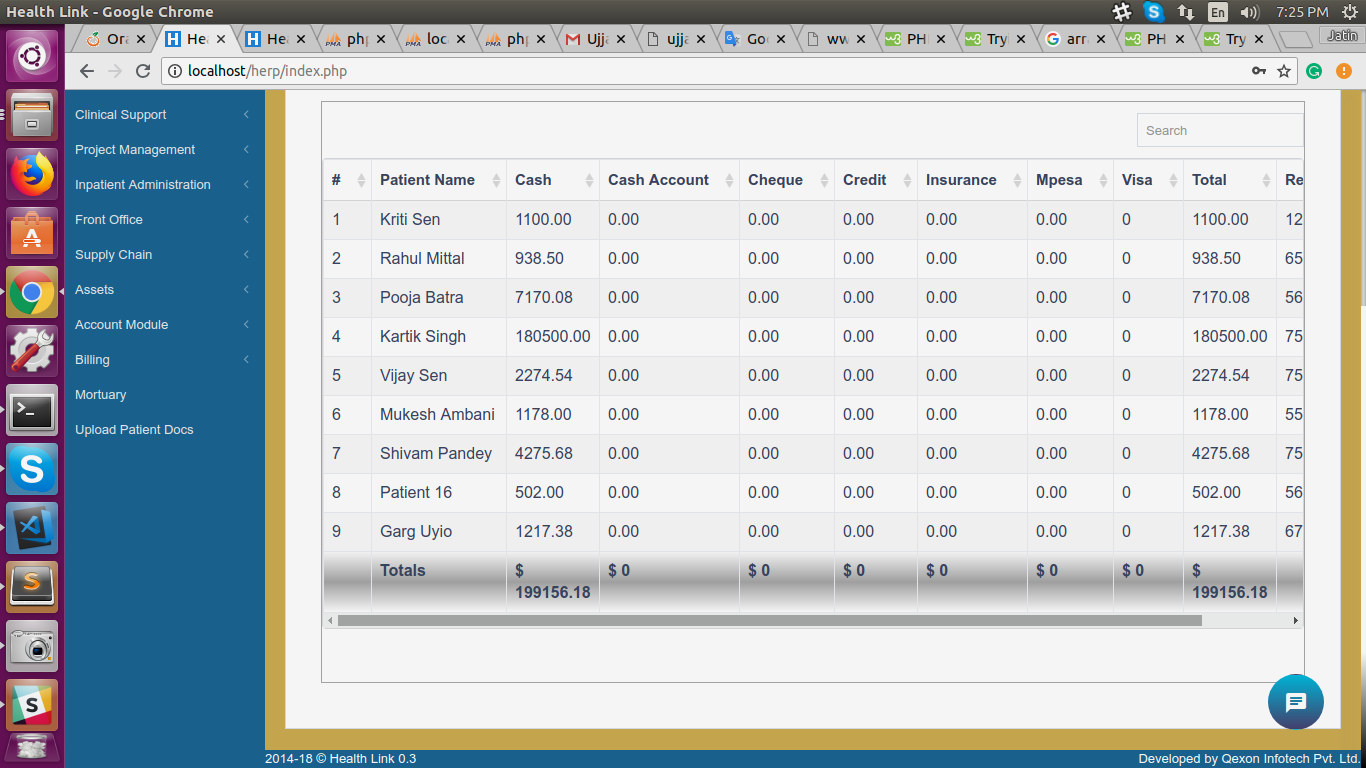 Health Link - Google Chrome
En 7:25 PM
Ora He He php loc php Ujj ujja Goo ww PHI Try arr PH Try Jatin
localhost/herp/index.php
Clinical Support
Project Management
Inpatient Administration
Front Office
Supply Chain
Assets
Account Module
Billing
Mortuary
Upload Patient Docs
Search
# Patient Name Cash Cash Account Cheque Credit Insurance Mpesa Visa Total Re
1 Kriti Sen 1100.00 0.00 0.00 0.00 0.00 0.00 0 1100.00 12
2 Rahul Mittal 938.50 0.00 0.00 0.00 0.00 0.00 0 938.50 65
3 Pooja Batra 7170.08 0.00 0.00 0.00 0.00 0.00 0 7170.08 56
4 Kartik Singh 180500.00 0.00 0.00 0.00 0.00 0.00 0 180500.00 75
5 Vijay Sen 2274.54 0.00 0.00 0.00 0.00 0.00 0 2274.54 75
6 Mukesh Ambani 1178.00 0.00 0.00 0.00 0.00 0.00 0 1178.00 55
7 Shivam Pandey 4275.68 0.00 0.00 0.00 0.00 0.00 0 4275.68 75
8 Patient 16 502.00 0.00 0.00 0.00 0.00 0.00 0 502.00 56
9 Garg Uyio 1217.38 0.00 0.00 0.00 0.00 0.00 0 1217.38 67
Totals $ $ 0 $ 0 $ 0 $ 0 $ 0 $ 0 $
199156.18 199156.18
2014-18 © Health Link 0.3 Developed by Qexon Infotech Pvt. Ltd.